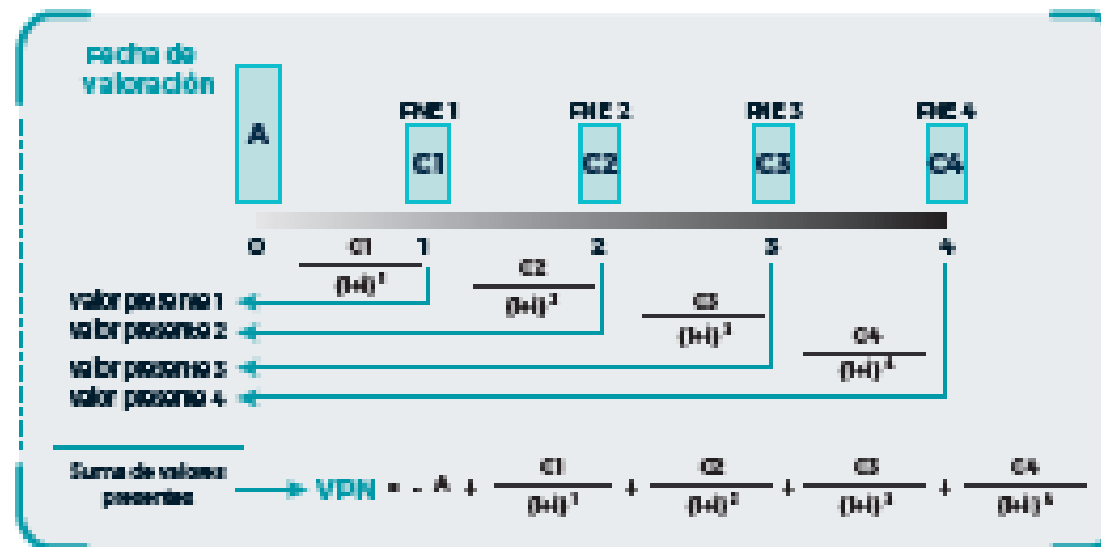 Fecha de
valoración
A
FNE 1 FNE 2 FNE 3 FNE 4
C1 C2 C3 C4
0 1 2 3 4
C1
(1+i)¹
C2
(1+i)²
C3
(1+i)³
C4
(1+i)⁴
Valor presente 1
Valor presente 2
Valor presente 3
Valor presente 4
Suma de valores
presentes
VPN = - A + C1/(1+i)¹ + C2/(1+i)² + C3/(1+i)³ + C4/(1+i)